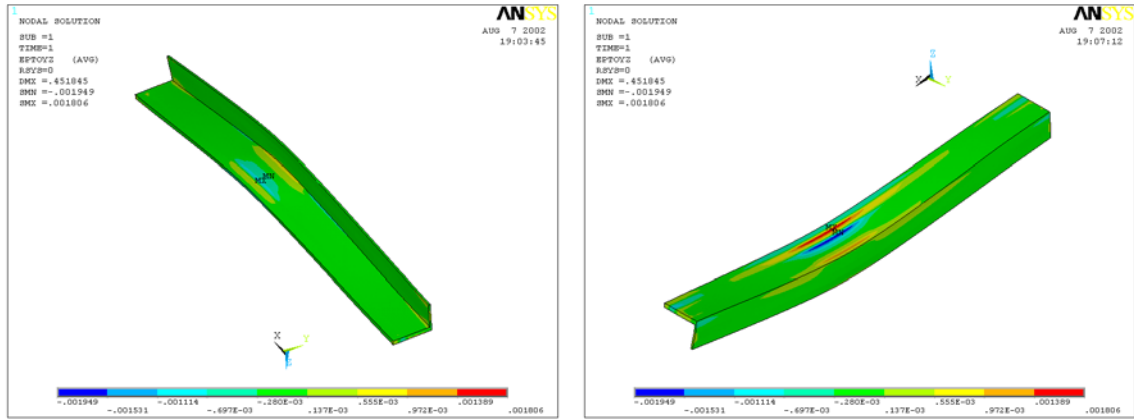 1
ANSYS
NODAL SOLUTION
AUG 7 2002
19:03:45
SUB =1
TIME=1
EPTOYZ (AVG)
RSYS=0
DMX =.451845
SMN =-.001949
SMX =.001806
MX MN
X Y
Z
-.001949 -.001114 -.280E-03 .555E-03 .001389
-.001531 -.697E-03 .137E-03 .972E-03 .001806
1
ANSYS
NODAL SOLUTION
AUG 7 2002
19:07:12
SUB =1
TIME=1
EPTOYZ (AVG)
RSYS=0
DMX =.451845
SMN =-.001949
SMX =.001806
Z
X Y
MX
MN
-.001949 -.001114 -.280E-03 .555E-03 .001389
-.001531 -.697E-03 .137E-03 .972E-03 .001806